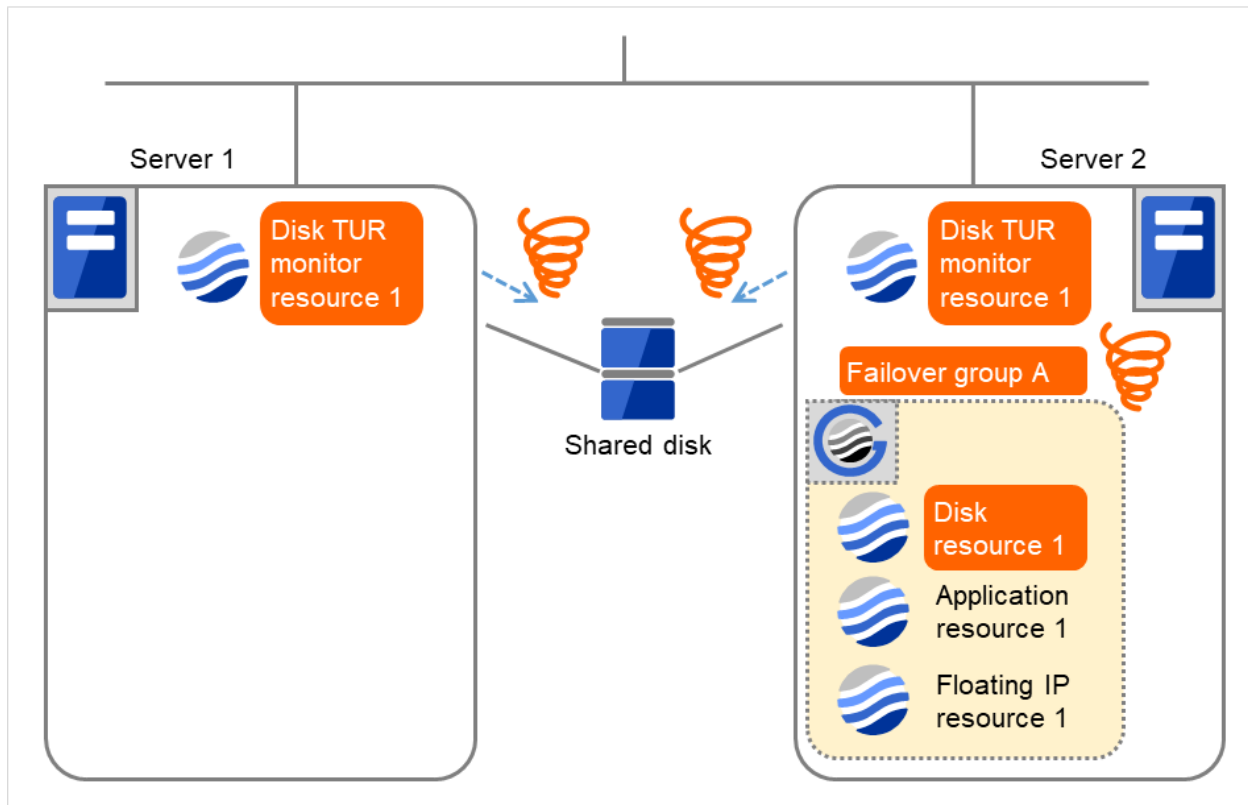 Server 1
Server 2
Disk TUR
monitor
resource 1
Disk TUR
monitor
resource 1
Shared disk
Failover group A
Disk
resource 1
Application
resource 1
Floating IP
resource 1